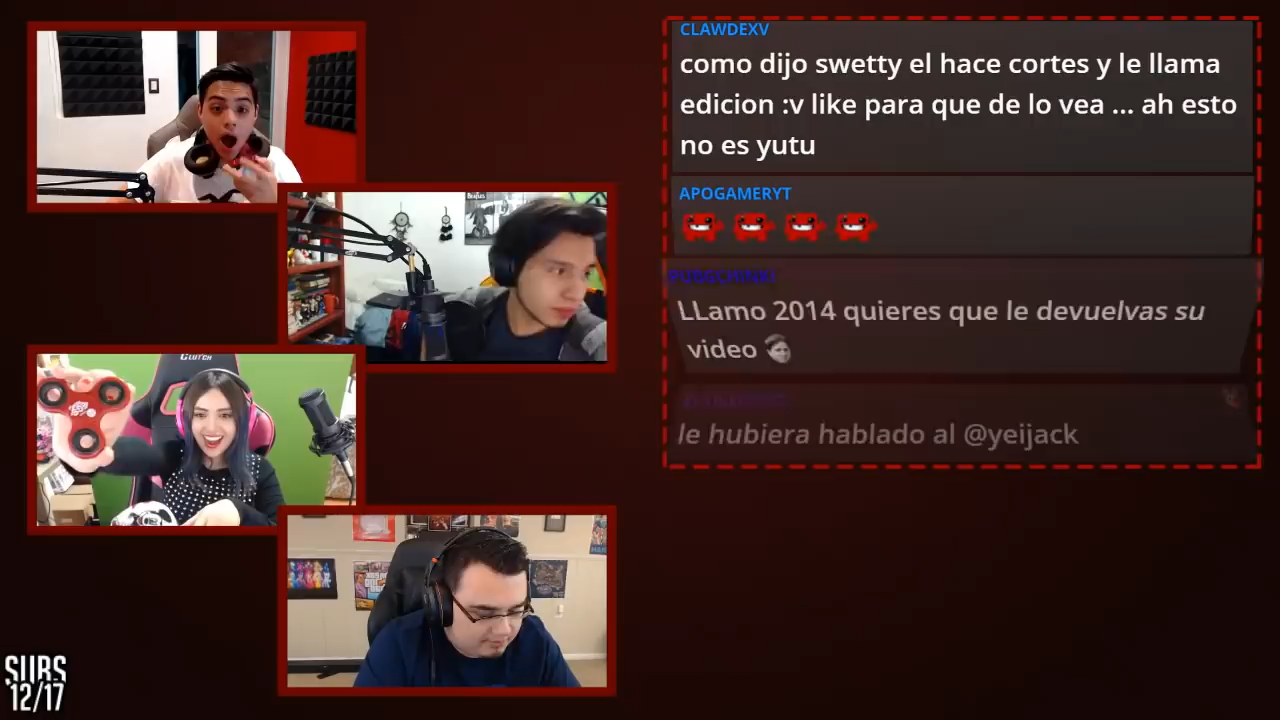 CLAWDEXV
como dijo swetty el hace cortes y le llama
edicion :v like para que de lo vea ... ah esto
no es yutu
APOGAMERYT
LLamo 2014 quieres que le devuelvas su
video
le hubiera hablado al @yeijack
CLUTCH
SUBS
12/17